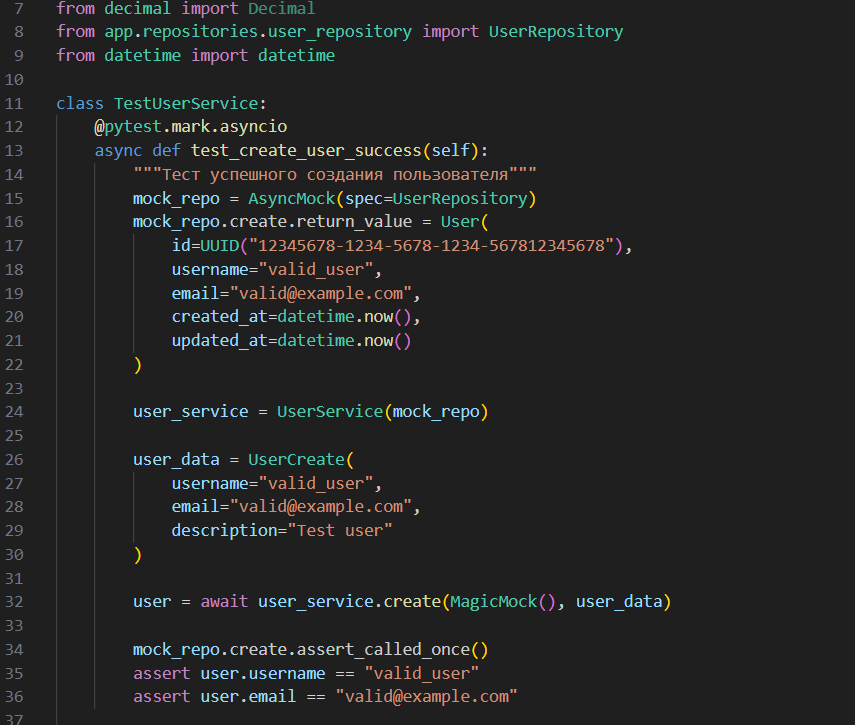 7 from decimal import Decimal
8 from app.repositories.user_repository import UserRepository
9 from datetime import datetime
10
11 class TestUserService:
12     @pytest.mark.asyncio
13     async def test_create_user_success(self):
14         """Тест успешного создания пользователя"""
15         mock_repo = AsyncMock(spec=UserRepository)
16         mock_repo.create.return_value = User(
17             id=UUID("12345678-1234-5678-1234-567812345678"),
18             username="valid_user",
19             email="valid@example.com",
20             created_at=datetime.now(),
21             updated_at=datetime.now()
22         )
23
24         user_service = UserService(mock_repo)
25
26         user_data = UserCreate(
27             username="valid_user",
28             email="valid@example.com",
29             description="Test user"
30         )
31
32         user = await user_service.create(MagicMock(), user_data)
33
34         mock_repo.create.assert_called_once()
35         assert user.username == "valid_user"
36         assert user.email == "valid@example.com"
37